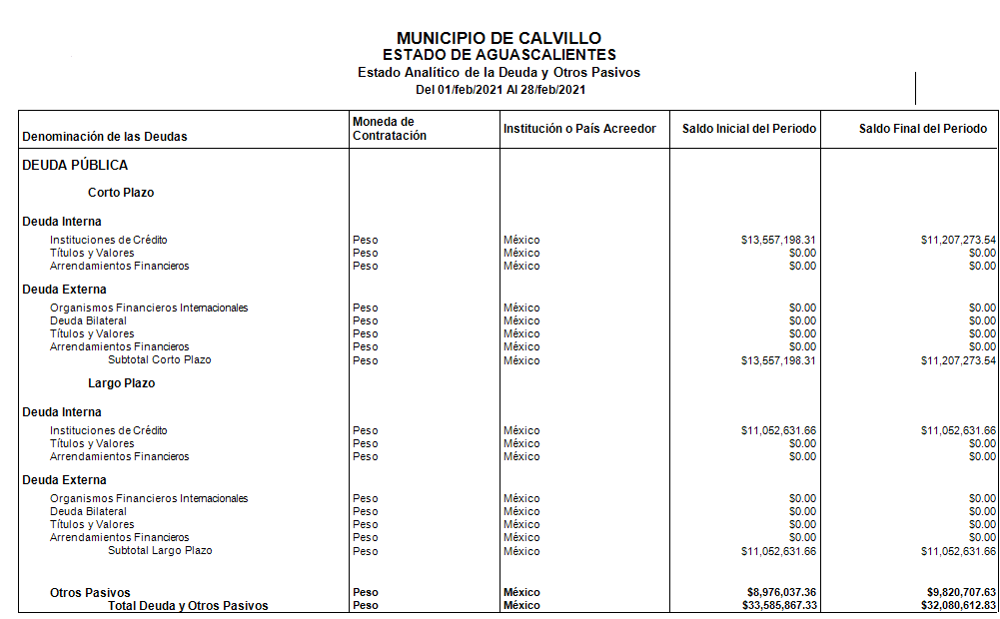 MUNICIPIO DE CALVILLO
ESTADO DE AGUASCALIENTES
Estado Analítico de la Deuda y Otros Pasivos
Del 01/feb/2021 Al 28/feb/2021
Denominación de las Deudas Moneda de Contratación Institución o País Acreedor Saldo Inicial del Periodo Saldo Final del Periodo
DEUDA PÚBLICA
Corto Plazo
Deuda Interna
Instituciones de Crédito Peso México $13,557,198.31 $11,207,273.54
Títulos y Valores Peso México $0.00 $0.00
Arrendamientos Financieros Peso México $0.00 $0.00
Deuda Externa
Organismos Financieros Internacionales Peso México $0.00 $0.00
Deuda Bilateral Peso México $0.00 $0.00
Títulos y Valores Peso México $0.00 $0.00
Arrendamientos Financieros Peso México $0.00 $0.00
Subtotal Corto Plazo Peso México $13,557,198.31 $11,207,273.54
Largo Plazo
Deuda Interna
Instituciones de Crédito Peso México $11,052,631.66 $11,052,631.66
Títulos y Valores Peso México $0.00 $0.00
Arrendamientos Financieros Peso México $0.00 $0.00
Deuda Externa
Organismos Financieros Internacionales Peso México $0.00 $0.00
Deuda Bilateral Peso México $0.00 $0.00
Títulos y Valores Peso México $0.00 $0.00
Arrendamientos Financieros Peso México $0.00 $0.00
Subtotal Largo Plazo Peso México $11,052,631.66 $11,052,631.66
Otros Pasivos Peso México $8,976,037.36 $9,820,707.63
Total Deuda y Otros Pasivos Peso México $33,585,867.33 $32,080,612.83